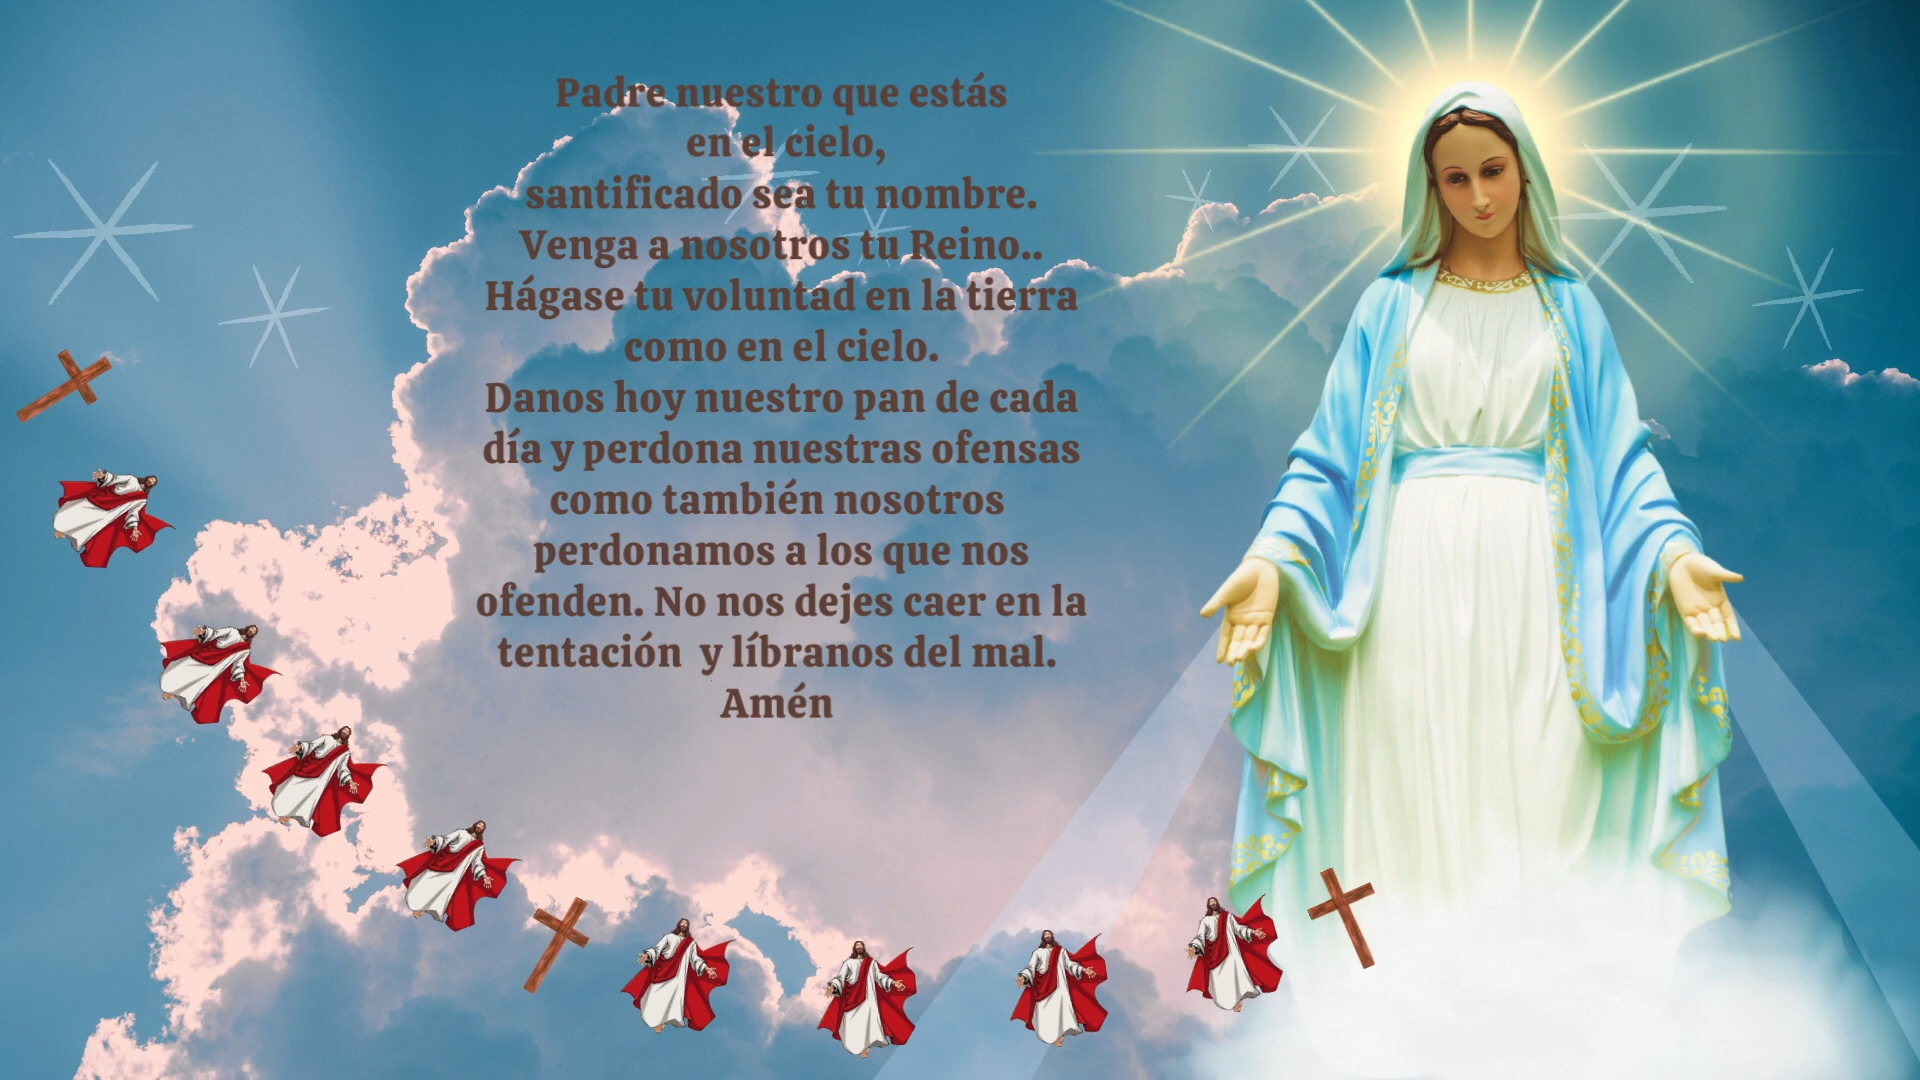 Padre nuestro que estás
en el cielo,
santificado sea tu nombre.
Venga a nosotros tu Reino..
Hágase tu voluntad en la tierra
como en el cielo.
Danos hoy nuestro pan de cada
día y perdona nuestras ofensas
como también nosotros
perdonamos a los que nos
ofenden. No nos dejes caer en la
tentación  y líbranos del mal.
Amén